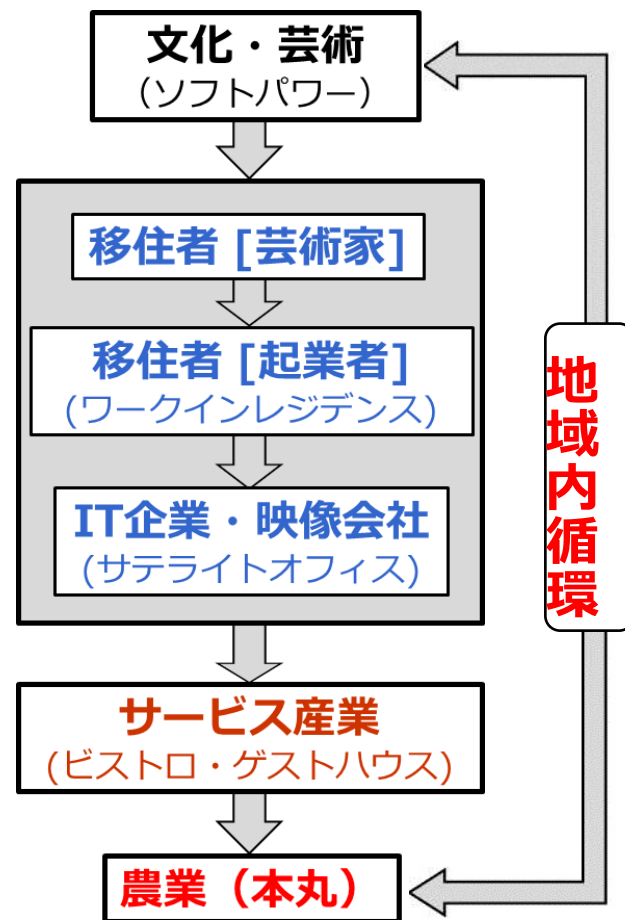 文化・芸術
（ソフトパワー）
移住者 [芸術家]
移住者 [起業者]
(ワークインレジデンス)
IT企業・映像会社
(サテライトオフィス)
サービス産業
(ビストロ・ゲストハウス)
農業（本丸）
地域内循環